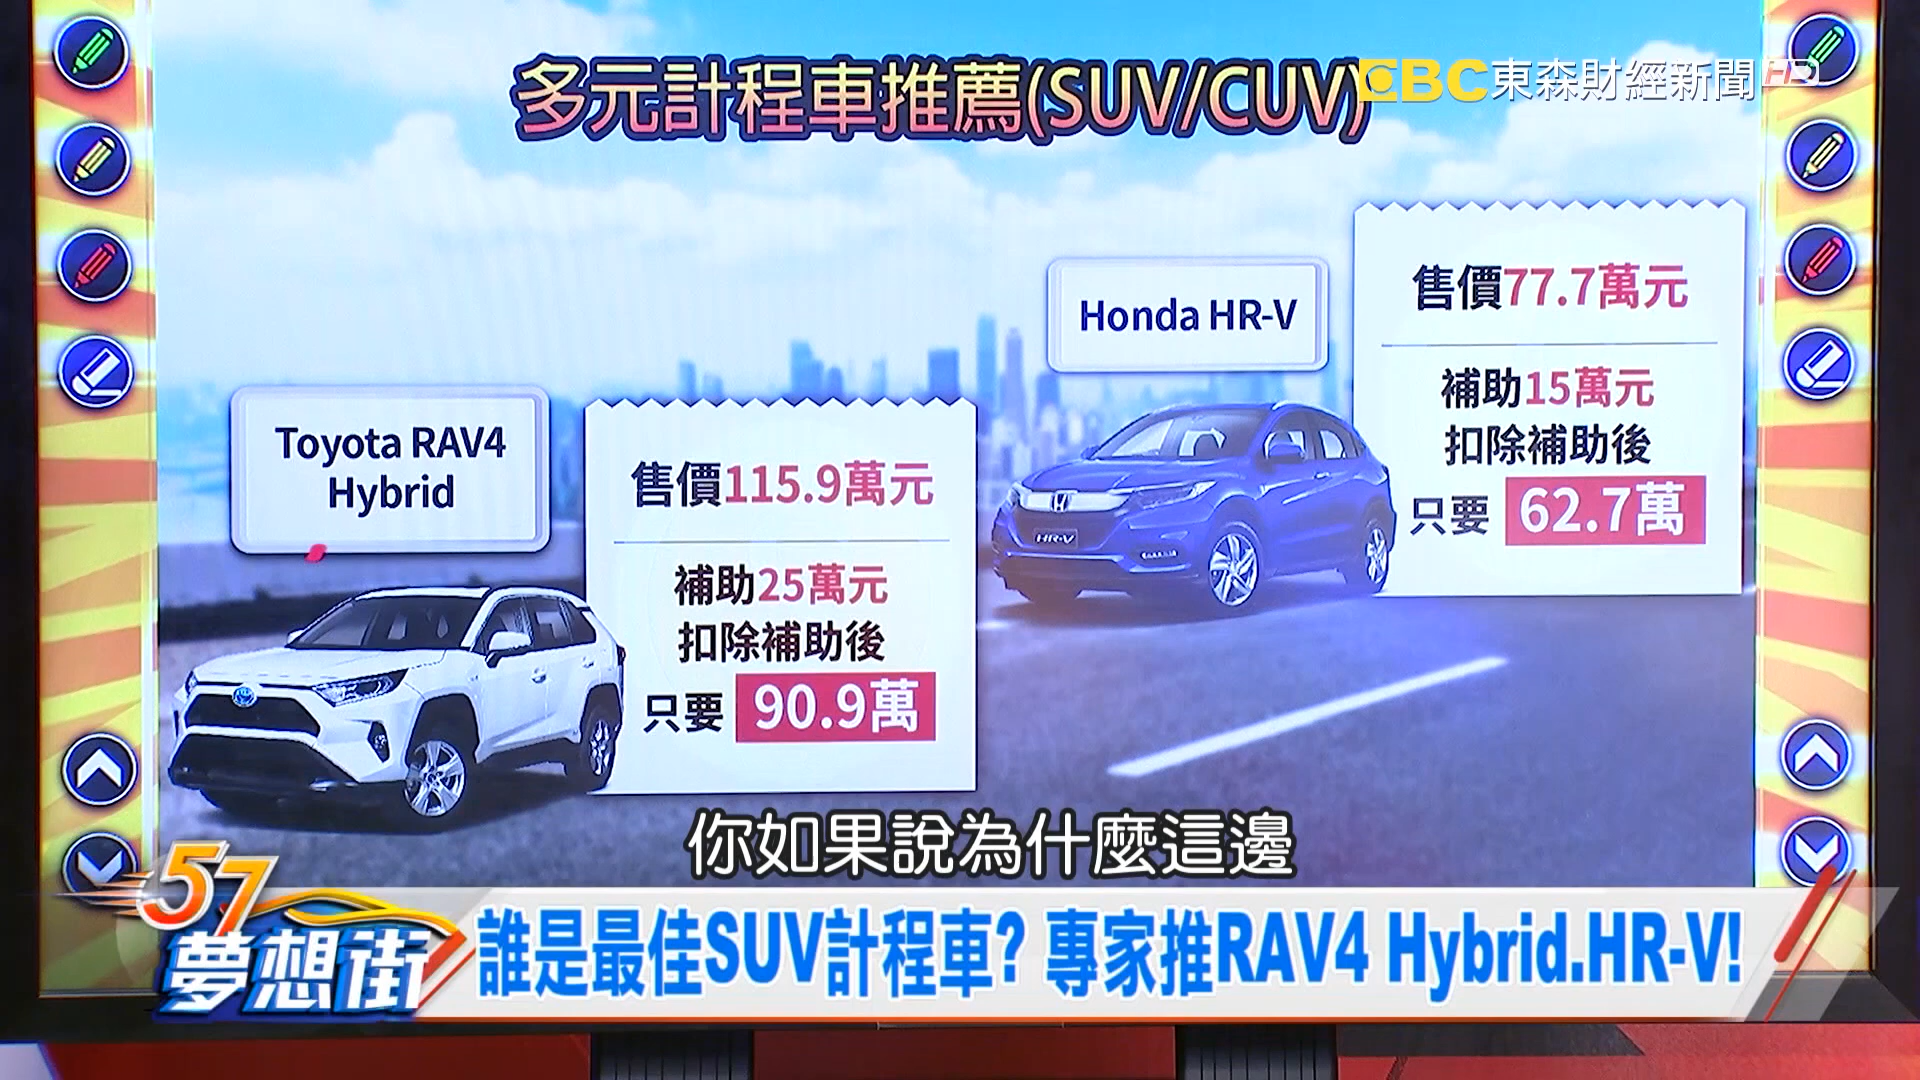 多元計程車推薦(SUV/CUV)
EBC東森財經新聞HD
Honda HR-V
售價77.7萬元
補助15萬元
扣除補助後
只要 62.7萬
Toyota RAV4
Hybrid
售價115.9萬元
補助25萬元
扣除補助後
只要 90.9萬
HR-V
你如果說為什麼這邊
57
夢想街
誰是最佳SUV計程車? 專家推RAV4 Hybrid.HR-V!